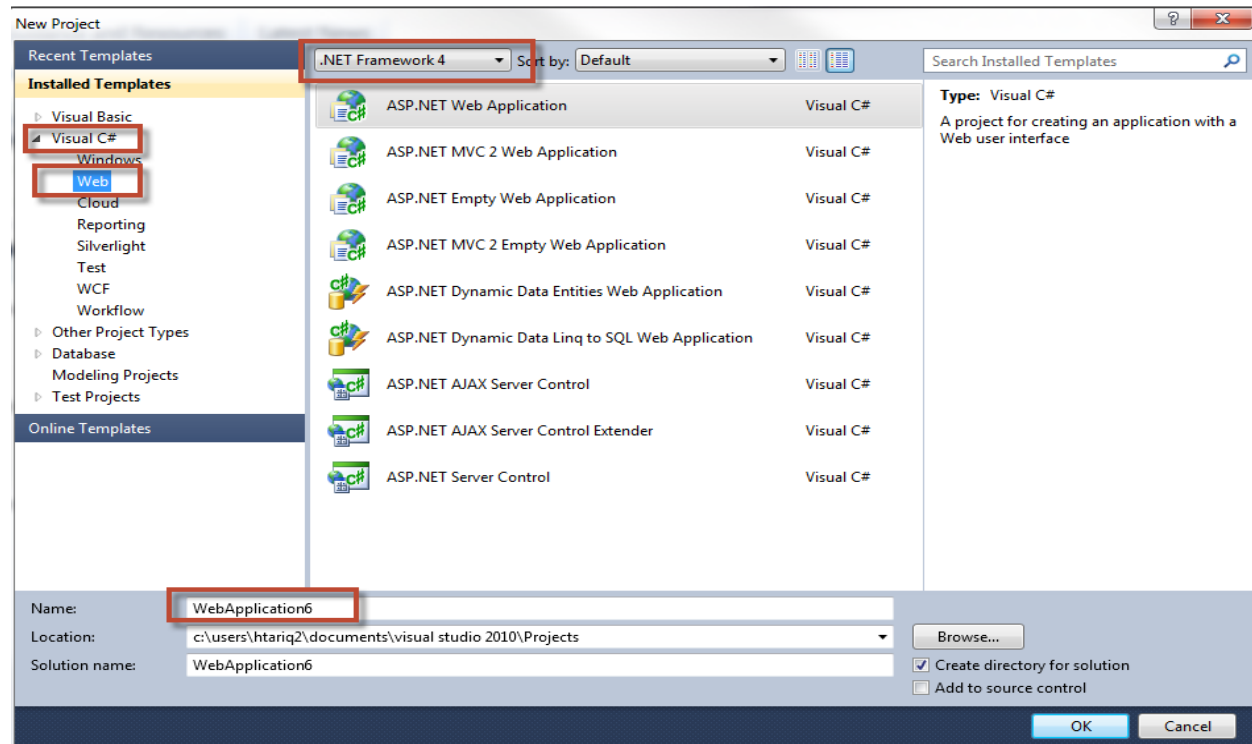 New Project
Recent Templates
Installed Templates
Visual Basic
Visual C#
Windows
Web
Cloud
Reporting
Silverlight
Test
WCF
Workflow
Other Project Types
Database
Modeling Projects
Test Projects
Online Templates
.NET Framework 4 Sort by: Default
ASP.NET Web Application Visual C#
ASP.NET MVC 2 Web Application Visual C#
ASP.NET Empty Web Application Visual C#
ASP.NET MVC 2 Empty Web Application Visual C#
ASP.NET Dynamic Data Entities Web Application Visual C#
ASP.NET Dynamic Data Linq to SQL Web Application Visual C#
ASP.NET AJAX Server Control Visual C#
ASP.NET AJAX Server Control Extender Visual C#
ASP.NET Server Control Visual C#
Search Installed Templates
Type: Visual C#
A project for creating an application with a
Web user interface
Name: WebApplication6
Location: c:\users\htariq2\documents\visual studio 2010\Projects
Browse...
Solution name: WebApplication6
Create directory for solution
Add to source control
OK Cancel